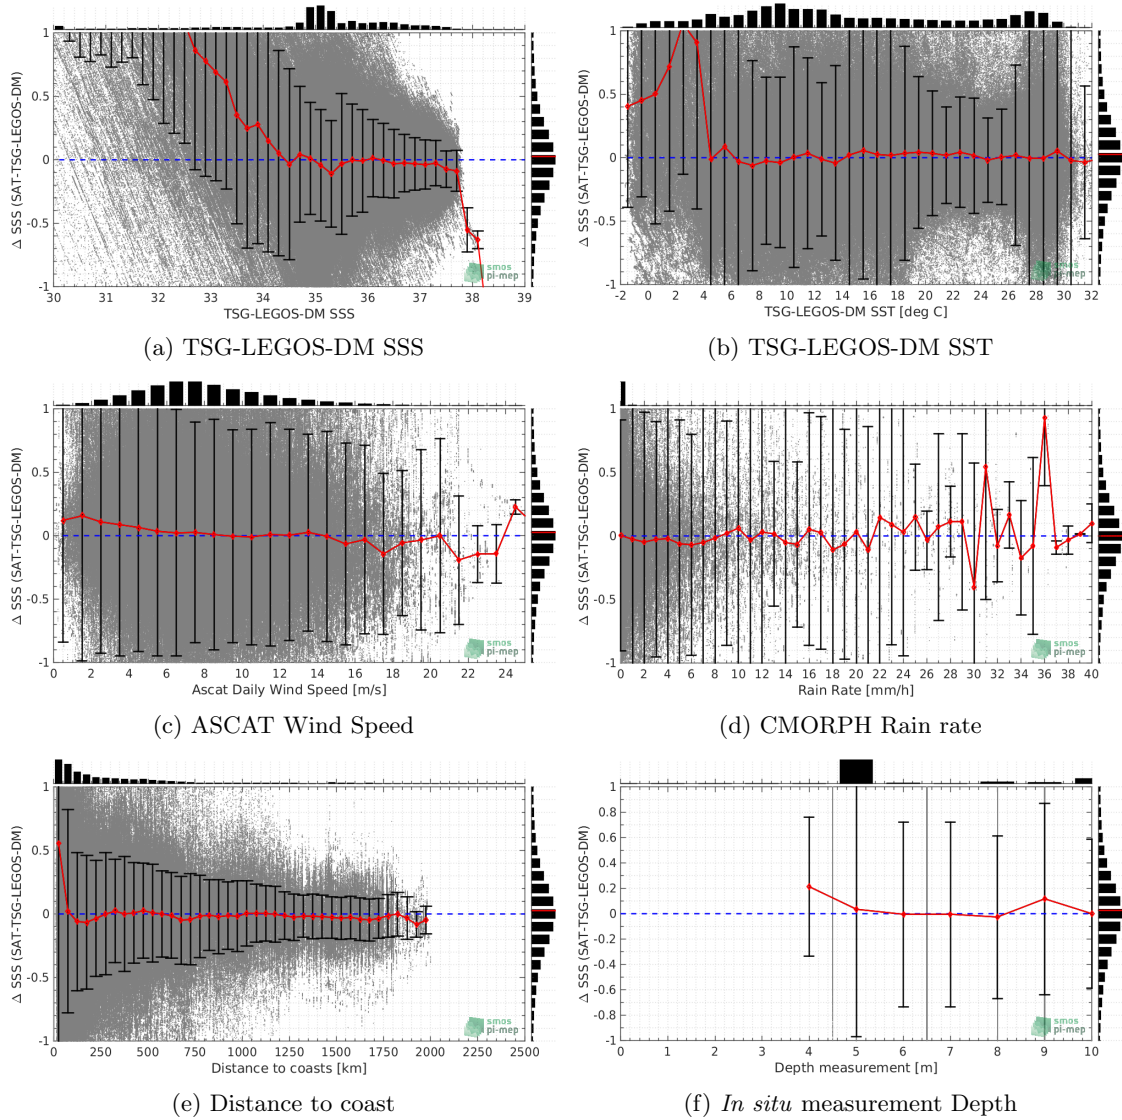 Δ SSS (SAT-TSG-LEGOS-DM)
1
0.5
0
-0.5
-1
30 31 32 33 34 35 36 37 38 39
TSG-LEGOS-DM SSS
smos
pi-mep
(a) TSG-LEGOS-DM SSS
Δ SSS (SAT-TSG-LEGOS-DM)
1
0.5
0
-0.5
-1
-2 0 2 4 6 8 10 12 14 16 18 20 22 24 26 28 30 32
TSG-LEGOS-DM SST [deg C]
smos
pi-mep
(b) TSG-LEGOS-DM SST
Δ SSS (SAT-TSG-LEGOS-DM)
1
0.5
0
-0.5
-1
0 2 4 6 8 10 12 14 16 18 20 22 24
Ascat Daily Wind Speed [m/s]
smos
pi-mep
(c) ASCAT Wind Speed
Δ SSS (SAT-TSG-LEGOS-DM)
1
0.5
0
-0.5
-1
0 2 4 6 8 10 12 14 16 18 20 22 24 26 28 30 32 34 36 38 40
Rain Rate [mm/h]
smos
pi-mep
(d) CMORPH Rain rate
Δ SSS (SAT-TSG-LEGOS-DM)
1
0.5
0
-0.5
-1
0 250 500 750 1000 1250 1500 1750 2000 2250 2500
Distance to coasts [km]
smos
pi-mep
(e) Distance to coast
Δ SSS (SAT-TSG-LEGOS-DM)
1
0.8
0.6
0.4
0.2
0
-0.2
-0.4
-0.6
-0.8
-1
0 1 2 3 4 5 6 7 8 9 10
Depth measurement [m]
smos
pi-mep
(f) In situ measurement Depth